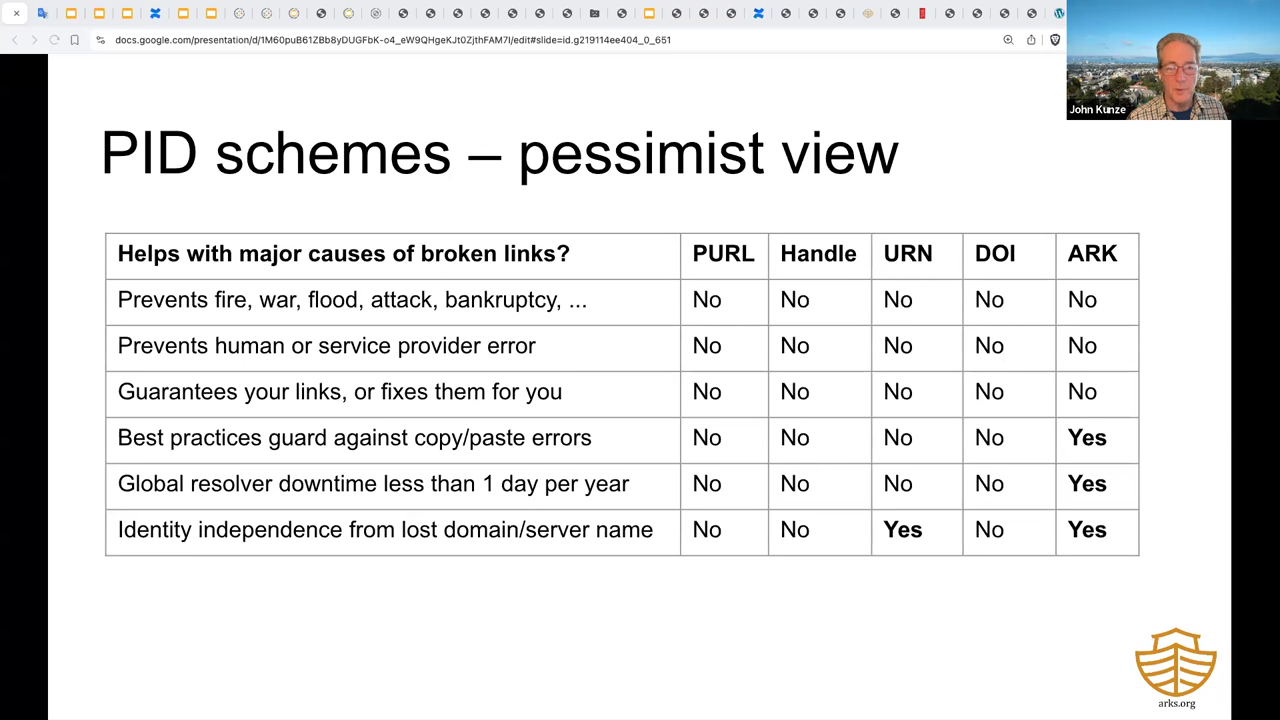 docs.google.com/presentation/d/1M60puB61ZBb8yDUGFbK-o4_eW9QHgeKJt0ZjthFAM7I/edit#slide=id.g219114ee404_0_651
John Kunze
PID schemes – pessimist view
Helps with major causes of broken links? PURL Handle URN DOI ARK
Prevents fire, war, flood, attack, bankruptcy, ... No No No No No
Prevents human or service provider error No No No No No
Guarantees your links, or fixes them for you No No No No No
Best practices guard against copy/paste errors No No No No Yes
Global resolver downtime less than 1 day per year No No No No Yes
Identity independence from lost domain/server name No No Yes No Yes
arks.org